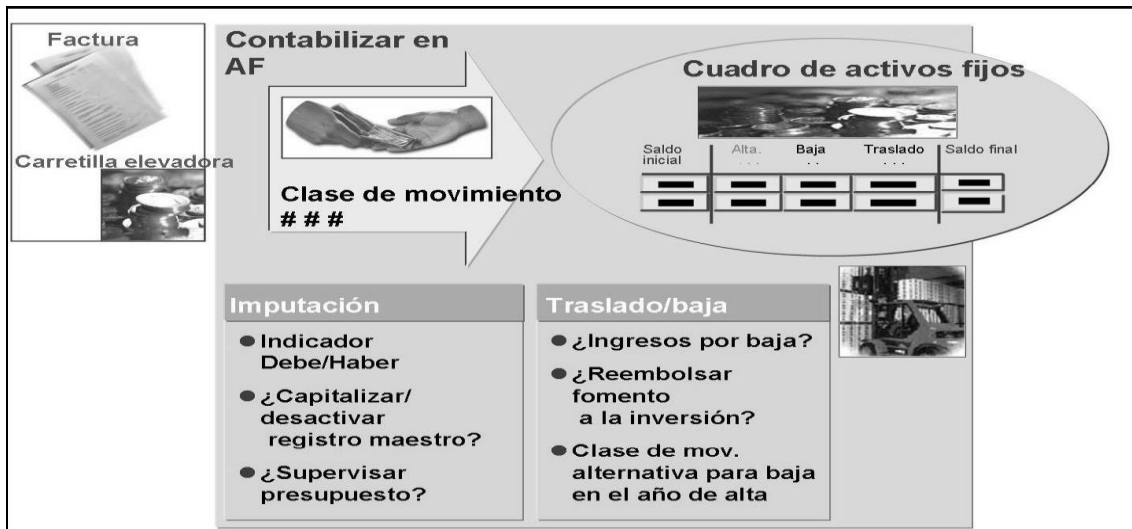 Factura
Carretilla elevadora
Contabilizar en
AF
Clase de movimiento
# # #
Cuadro de activos fijos
Saldo inicial Alta. Baja Traslado Saldo final
Imputación
Indicador
Debe/Haber
¿Capitalizar/
desactivar
registro maestro?
¿Supervisar
presupuesto?
Traslado/baja
¿Ingresos por baja?
¿Reembolsar
fomento
a la inversión?
Clase de mov.
alternativa para baja
en el año de alta